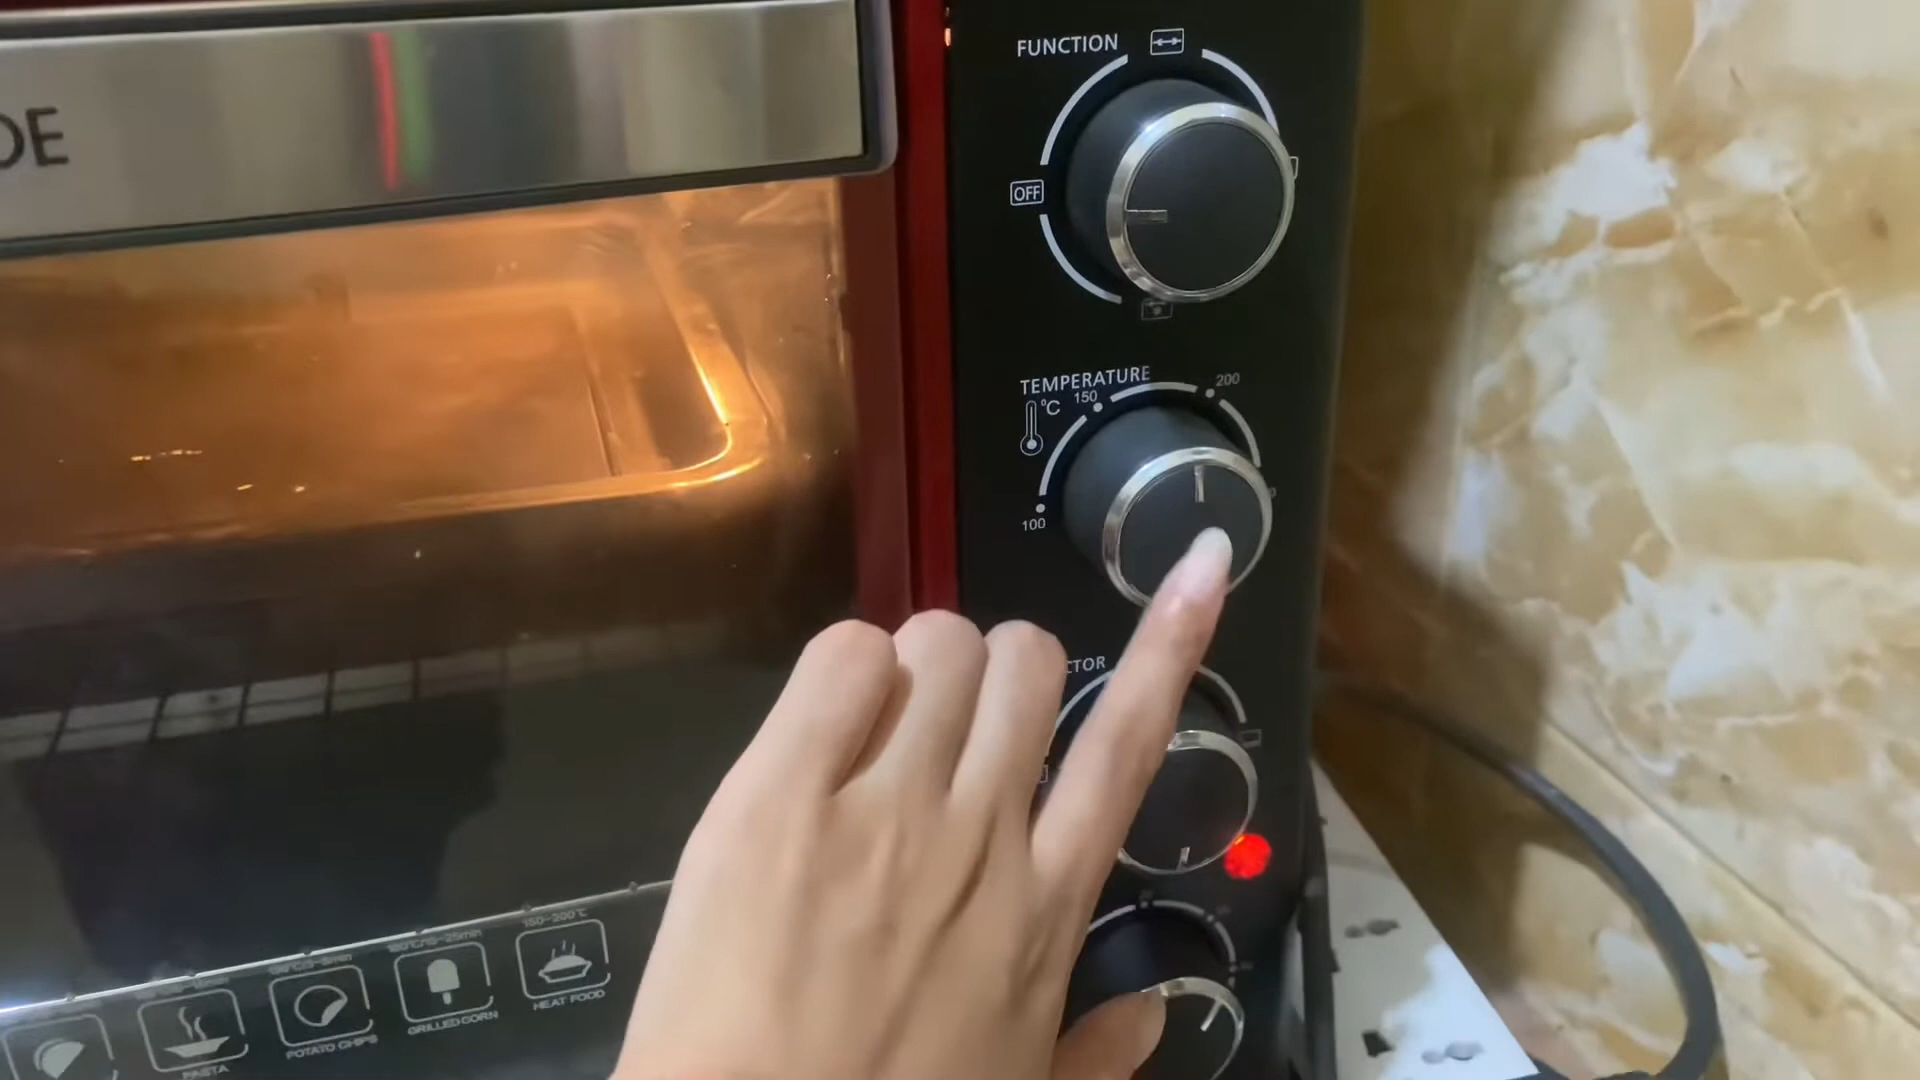 DE
FUNCTION
OFF
TEMPERATURE
°C
150
200
100
CTOR
150-200°C
HEAT FOOD
GRILLED CORN
POTATO CHIPS
PASTA